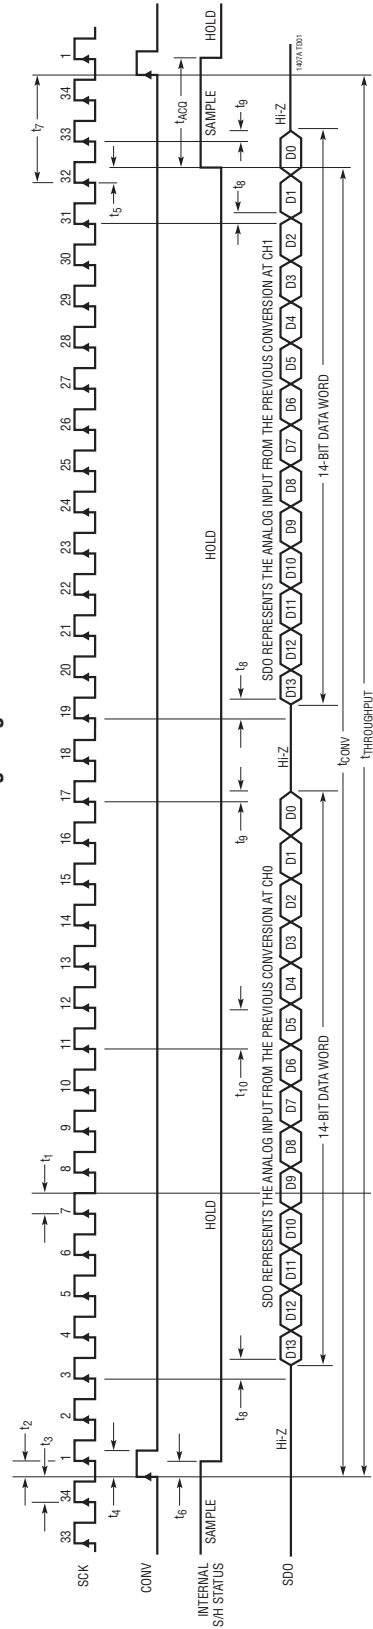 t2
t7
t3
t1
33 34 1 2 3 4 5 6 7 8 9 10 11 12 13 14 15 16 17 18 19 20 21 22 23 24 25 26 27 28 29 30 31 32 33 34 1
SCK
t4
t5
CONV
t6
tACQ
INTERNAL
S/H STATUS
SAMPLE HOLD HOLD SAMPLE HOLD
t8 t10 t9 t8 t8 t9
SDO REPRESENTS THE ANALOG INPUT FROM THE PREVIOUS CONVERSION AT CH0
SDO REPRESENTS THE ANALOG INPUT FROM THE PREVIOUS CONVERSION AT CH1
Hi-Z Hi-Z Hi-Z
SDO
D13 D12 D11 D10 D9 D8 D7 D6 D5 D4 D3 D2 D1 D0 D13 D12 D11 D10 D9 D8 D7 D6 D5 D4 D3 D2 D1 D0
1407A TD01
14-BIT DATA WORD 14-BIT DATA WORD
tCONV
tTHROUGHPUT